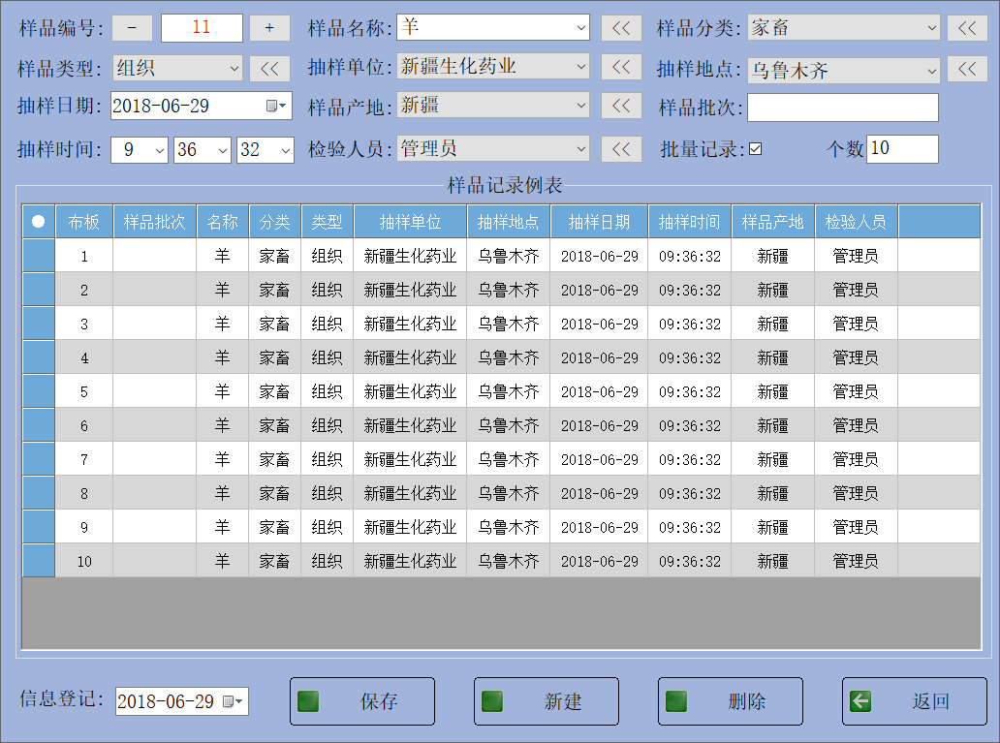 样品编号: － 11 ＋ 样品名称: 羊 << 样品分类: 家畜 <<
样品类型: 组织 << 抽样单位: 新疆生化药业 << 抽样地点: 乌鲁木齐 <<
抽样日期: 2018-06-29 样品产地: 新疆 << 样品批次:
抽样时间: 9 36 32 检验人员: 管理员 << 批量记录: 个数 10
样品记录例表
布板 样品批次 名称 分类 类型 抽样单位 抽样地点 抽样日期 抽样时间 样品产地 检验人员
1 羊 家畜 组织 新疆生化药业 乌鲁木齐 2018-06-29 09:36:32 新疆 管理员
2 羊 家畜 组织 新疆生化药业 乌鲁木齐 2018-06-29 09:36:32 新疆 管理员
3 羊 家畜 组织 新疆生化药业 乌鲁木齐 2018-06-29 09:36:32 新疆 管理员
4 羊 家畜 组织 新疆生化药业 乌鲁木齐 2018-06-29 09:36:32 新疆 管理员
5 羊 家畜 组织 新疆生化药业 乌鲁木齐 2018-06-29 09:36:32 新疆 管理员
6 羊 家畜 组织 新疆生化药业 乌鲁木齐 2018-06-29 09:36:32 新疆 管理员
7 羊 家畜 组织 新疆生化药业 乌鲁木齐 2018-06-29 09:36:32 新疆 管理员
8 羊 家畜 组织 新疆生化药业 乌鲁木齐 2018-06-29 09:36:32 新疆 管理员
9 羊 家畜 组织 新疆生化药业 乌鲁木齐 2018-06-29 09:36:32 新疆 管理员
10 羊 家畜 组织 新疆生化药业 乌鲁木齐 2018-06-29 09:36:32 新疆 管理员
信息登记: 2018-06-29 保存 新建 删除 返回